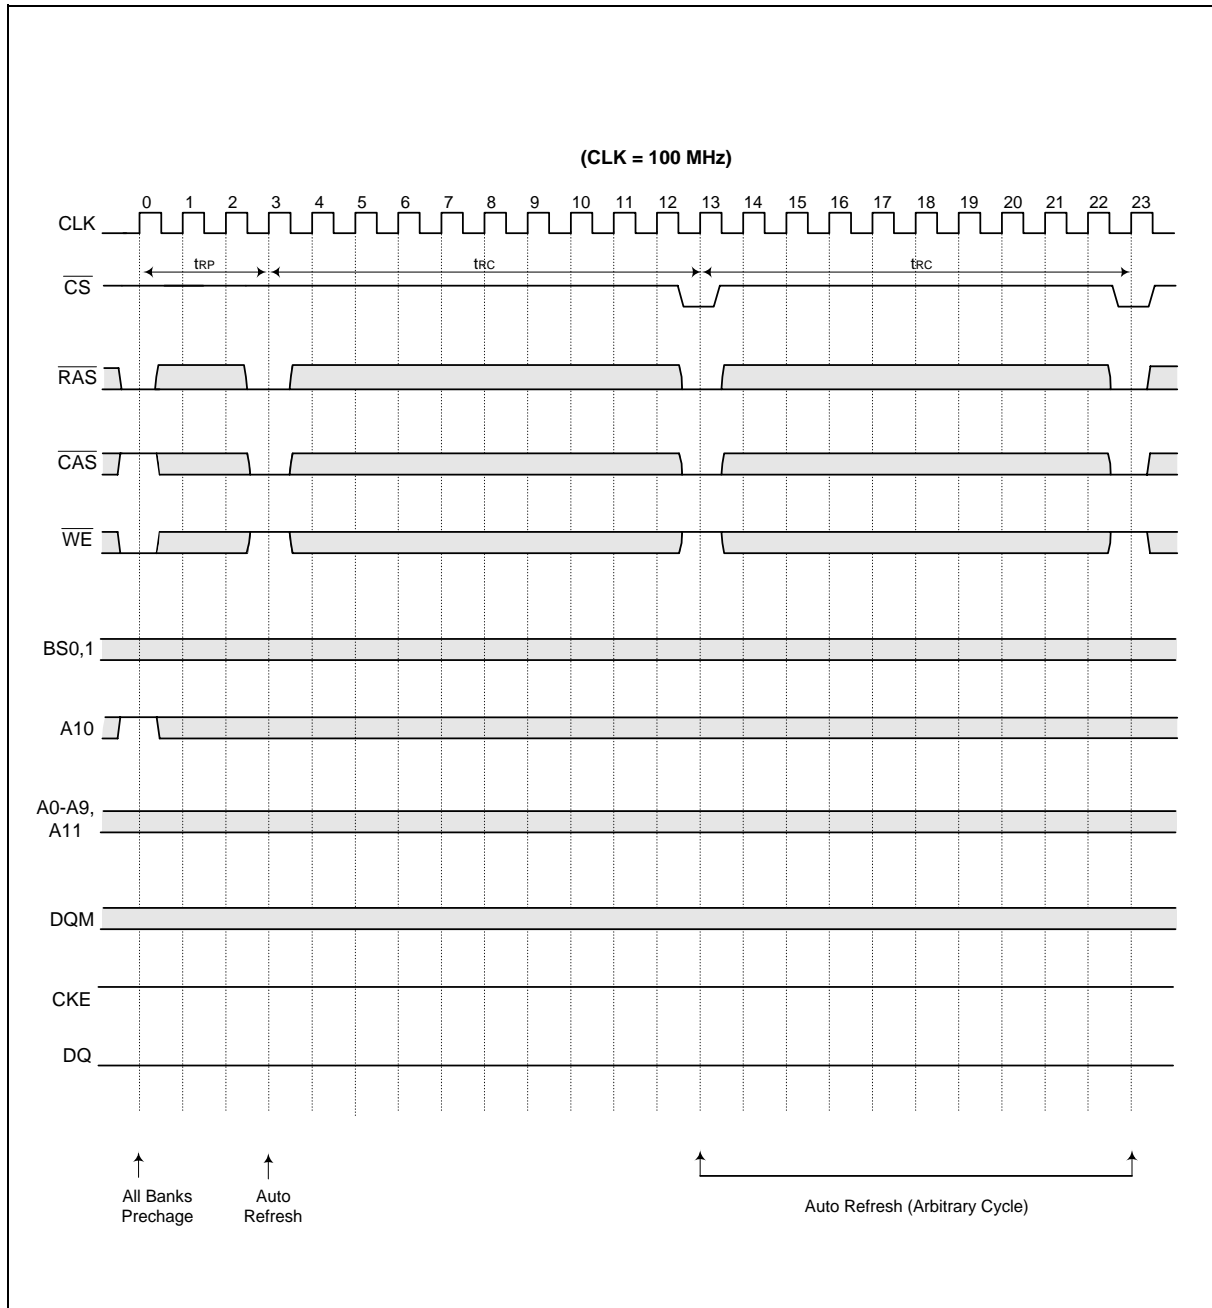 (CLK = 100 MHz)
0 1 2 3 4 5 6 7 8 9 10 11 12 13 14 15 16 17 18 19 20 21 22 23
CLK
tRP tRC tRC
CS
RAS
CAS
WE
BS0,1
A10
A0-A9,
A11
DQM
CKE
DQ
All Banks
Prechage
Auto
Refresh
Auto Refresh (Arbitrary Cycle)